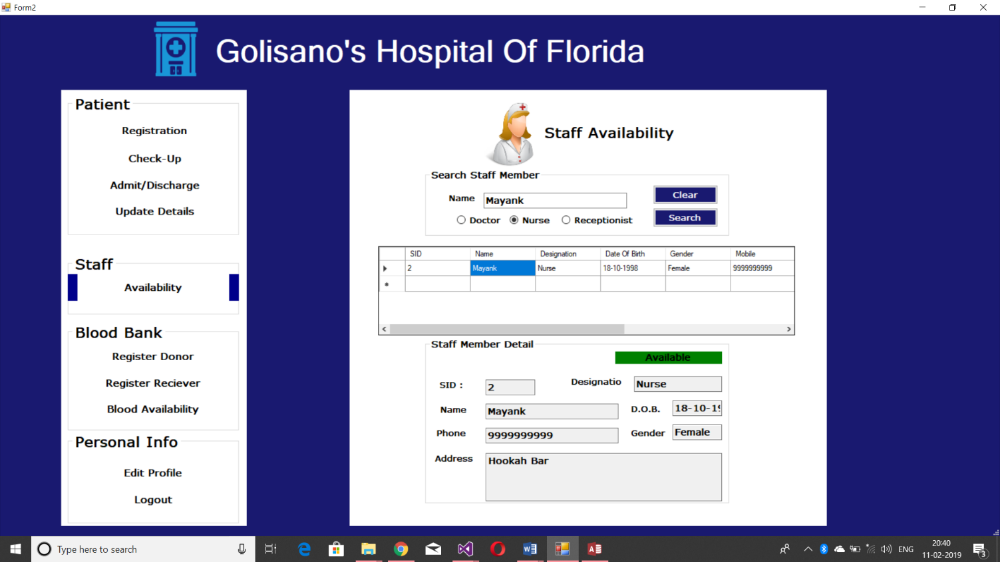 Form2
Golisano's Hospital Of Florida
Patient
Registration
Check-Up
Admit/Discharge
Update Details
Staff
Availability
Blood Bank
Register Donor
Register Reciever
Blood Availability
Personal Info
Edit Profile
Logout
Staff Availability
Search Staff Member
Name Mayank Clear
Doctor Nurse Receptionist Search
SID Name Designation Date Of Birth Gender Mobile
2 Mayank Nurse 18-10-1998 Female 9999999999
Staff Member Detail
Available
SID : 2 Designatio Nurse
Name Mayank D.O.B. 18-10-19
Phone 9999999999 Gender Female
Address Hookah Bar
Type here to search
ENG
20:40
11-02-2019
3